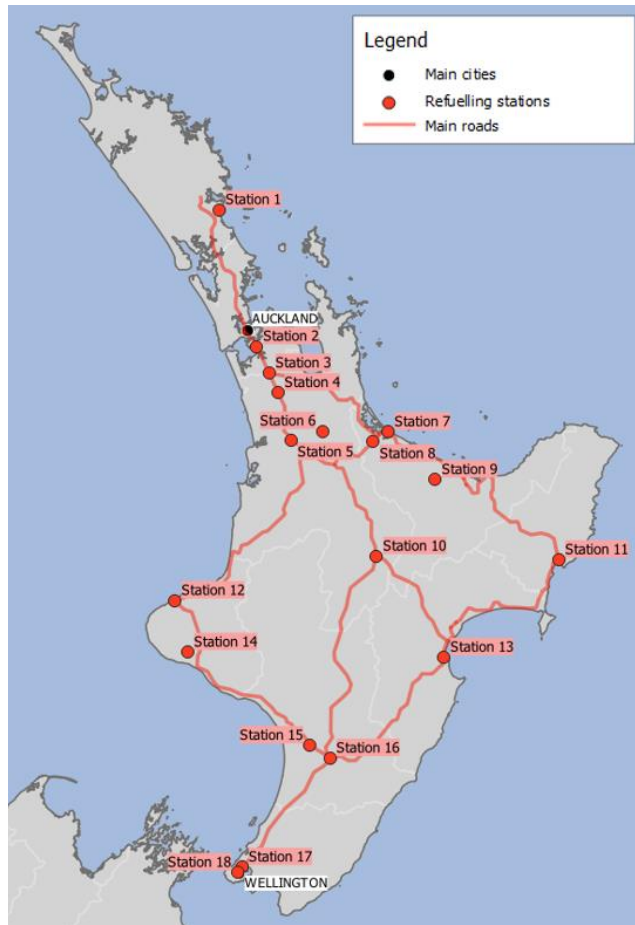 Legend
Main cities
Refuelling stations
Main roads
Station 1
AUCKLAND
Station 2
Station 3
Station 4
Station 6
Station 7
Station 5
Station 8
Station 9
Station 10
Station 11
Station 12
Station 13
Station 14
Station 15
Station 16
Station 17
Station 18
WELLINGTON